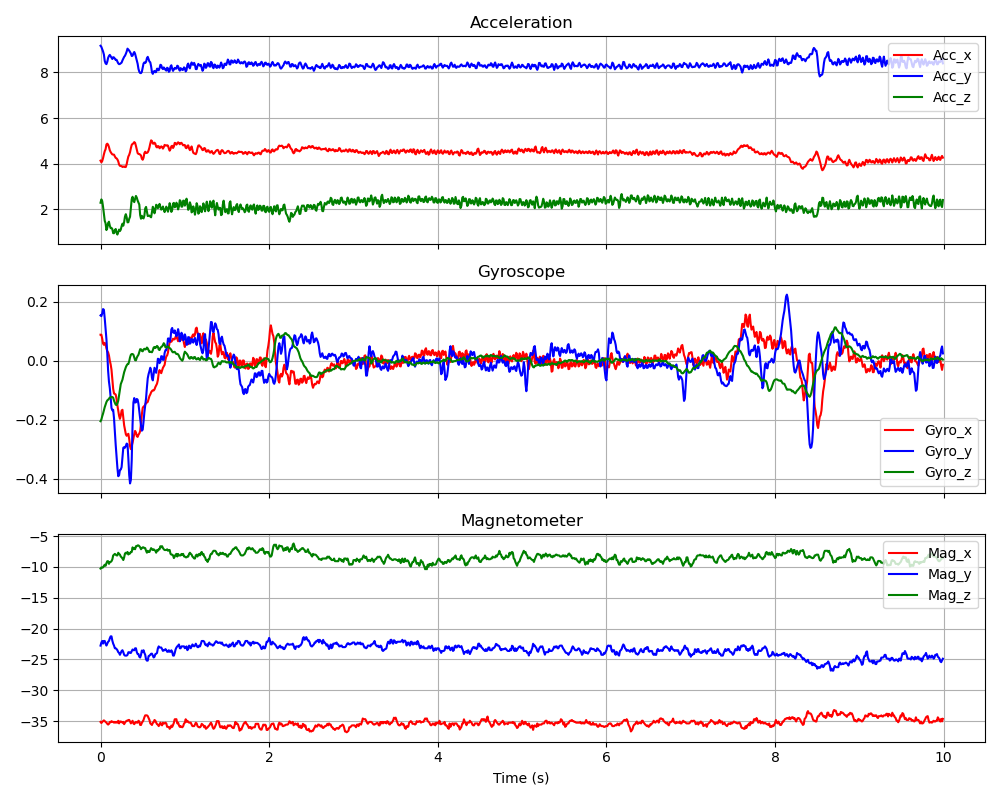 Acceleration
8
6
4
2
Acc_x
Acc_y
Acc_z
Gyroscope
0.2
0.0
−0.2
−0.4
Gyro_x
Gyro_y
Gyro_z
Magnetometer
−5
−10
−15
−20
−25
−30
−35
Mag_x
Mag_y
Mag_z
0 2 4 6 8 10
Time (s)